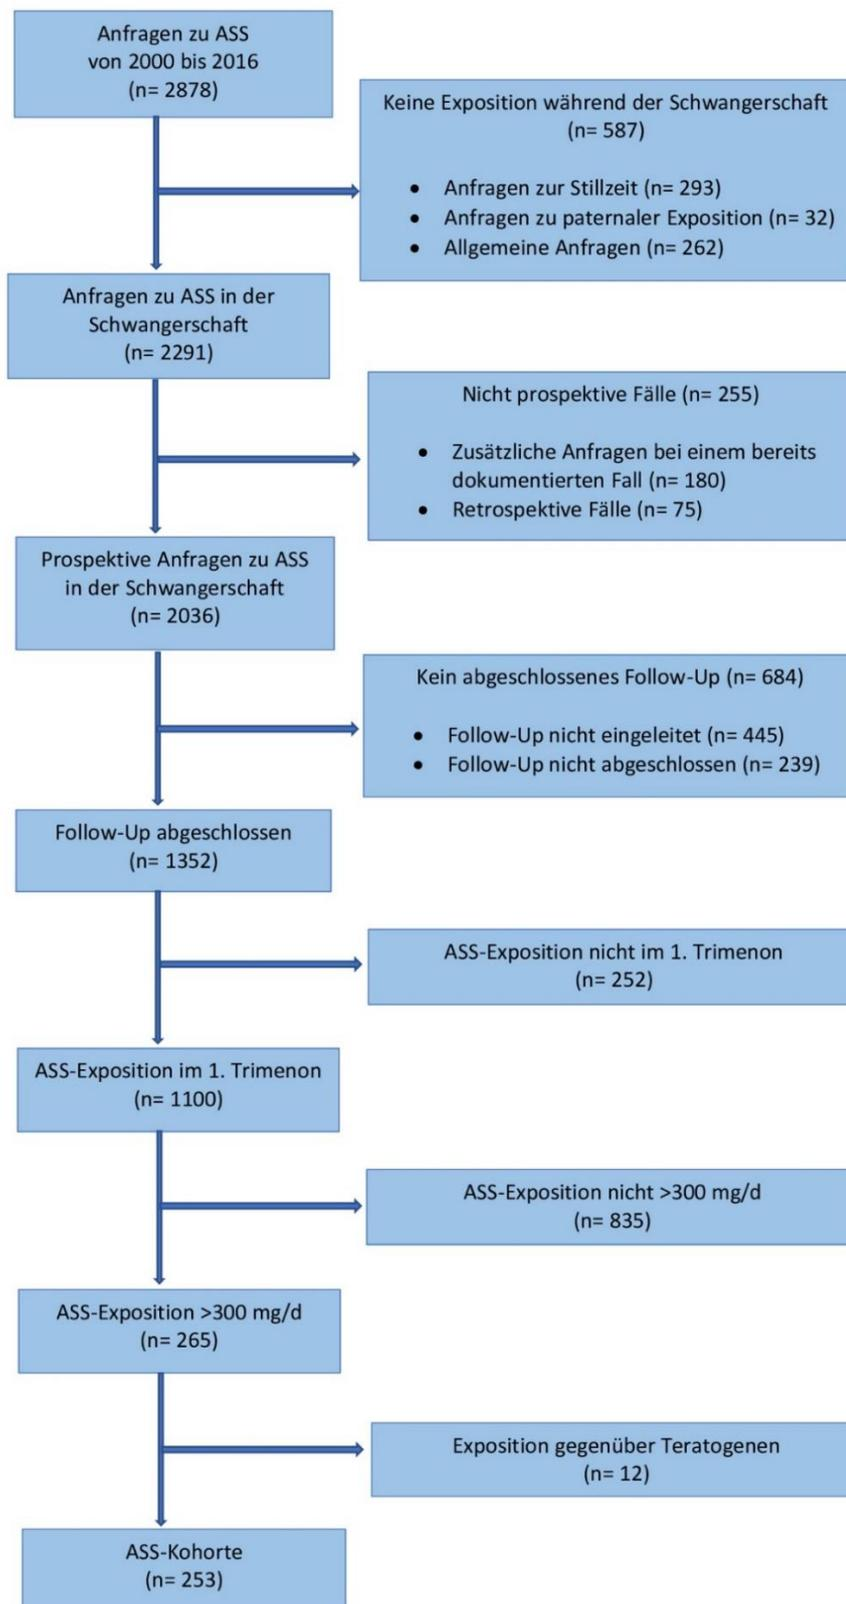 Anfragen zu ASS
von 2000 bis 2016
(n= 2878)
Keine Exposition während der Schwangerschaft
(n= 587)
• Anfragen zur Stillzeit (n= 293)
• Anfragen zu paternaler Exposition (n= 32)
• Allgemeine Anfragen (n= 262)
Anfragen zu ASS in der
Schwangerschaft
(n= 2291)
Nicht prospektive Fälle (n= 255)
• Zusätzliche Anfragen bei einem bereits
dokumentierten Fall (n= 180)
• Retrospektive Fälle (n= 75)
Prospektive Anfragen zu ASS
in der Schwangerschaft
(n= 2036)
Kein abgeschlossenes Follow-Up (n= 684)
• Follow-Up nicht eingeleitet (n= 445)
• Follow-Up nicht abgeschlossen (n= 239)
Follow-Up abgeschlossen
(n= 1352)
ASS-Exposition nicht im 1. Trimenon
(n= 252)
ASS-Exposition im 1. Trimenon
(n= 1100)
ASS-Exposition nicht >300 mg/d
(n= 835)
ASS-Exposition >300 mg/d
(n= 265)
Exposition gegenüber Teratogenen
(n= 12)
ASS-Kohorte
(n= 253)